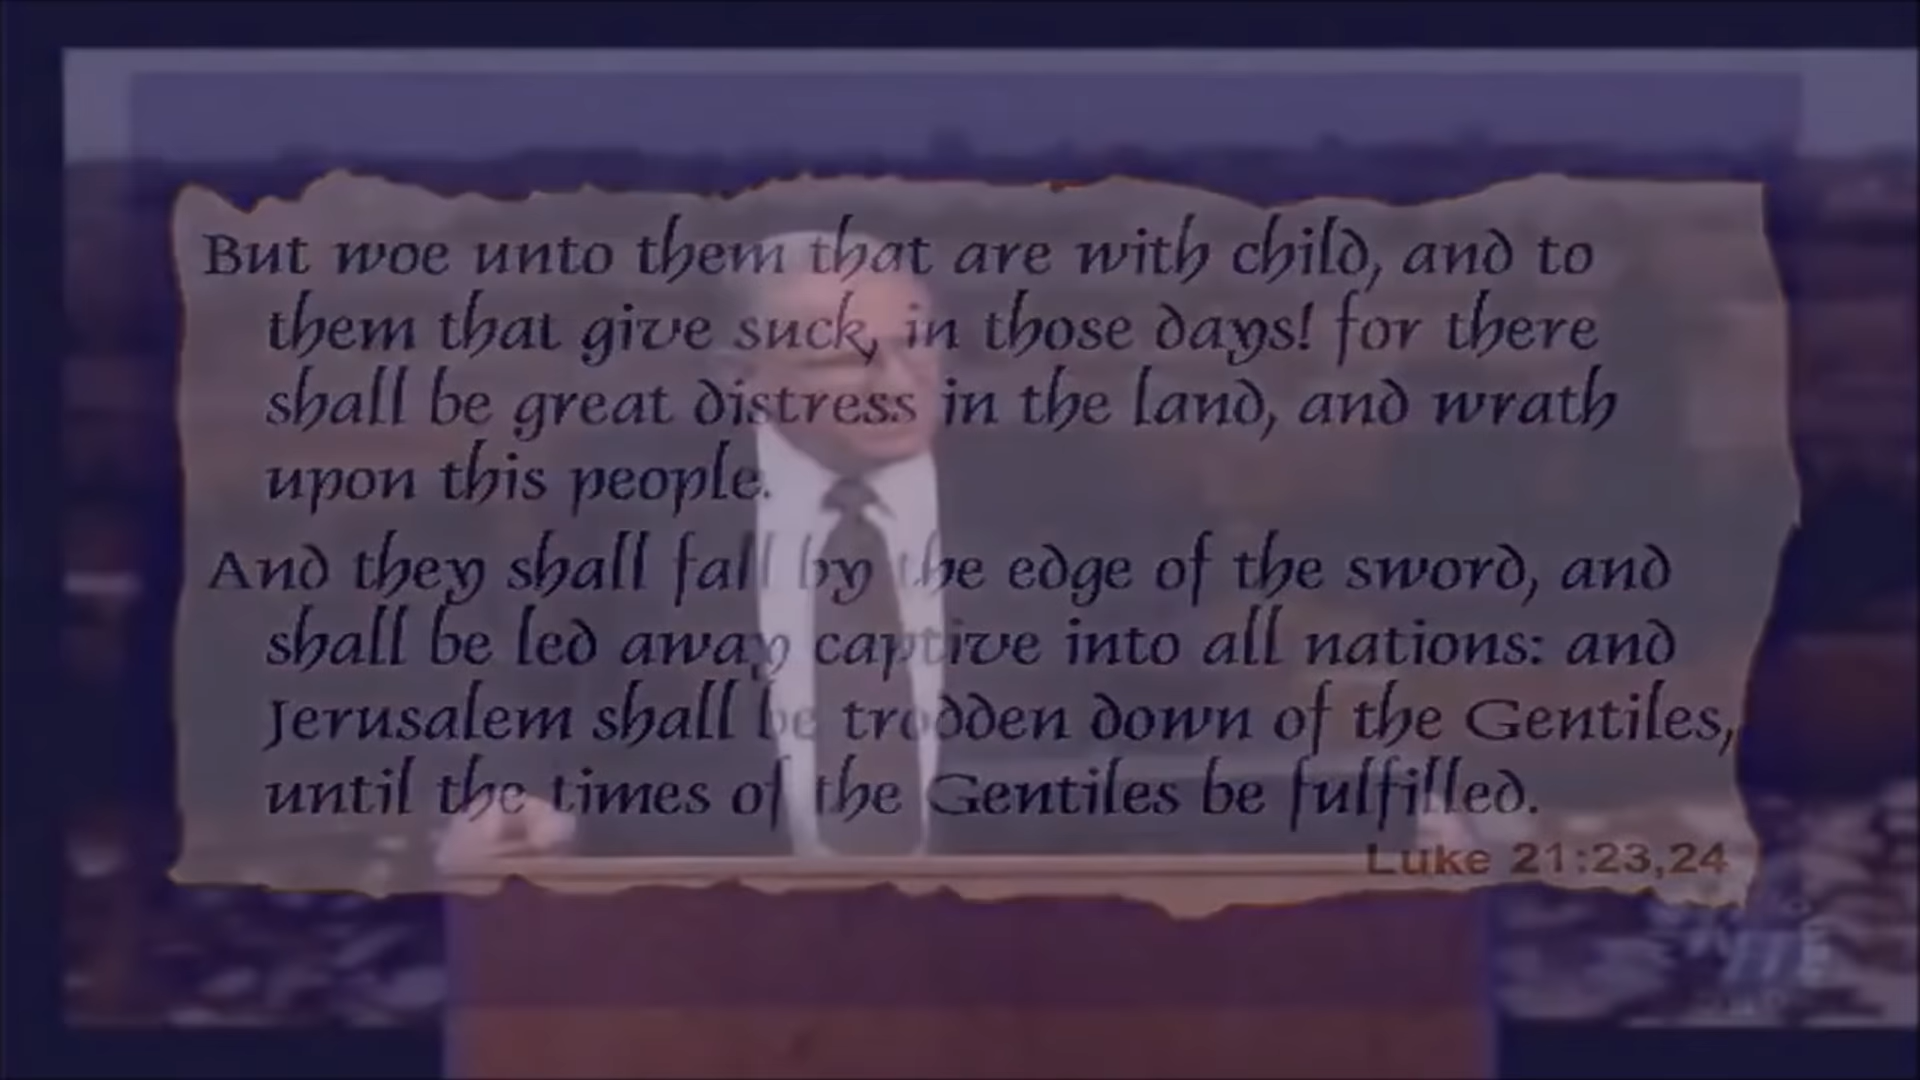 But woe unto them that are with child, and to
them that give suck, in those days! for there
shall be great distress in the land, and wrath
upon this people.
And they shall fall by the edge of the sword, and
shall be led away captive into all nations: and
Jerusalem shall be trodden down of the Gentiles,
until the times of the Gentiles be fulfilled.
Luke 21:23,24